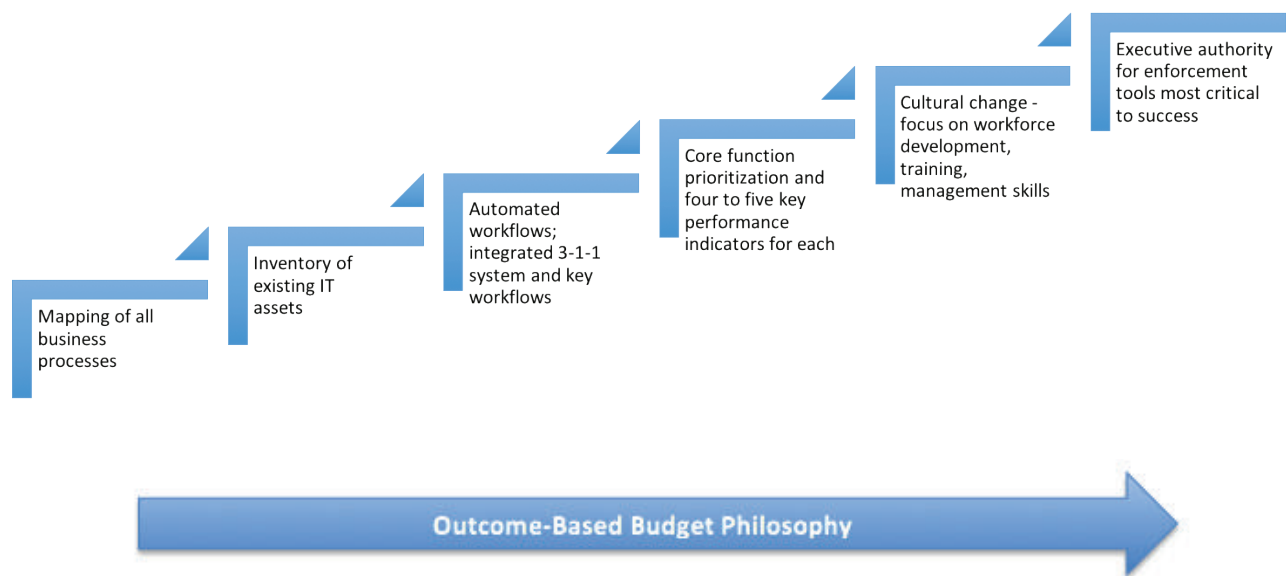 Mapping of all
business
processes
Inventory of
existing IT
assets
Automated
workflows;
integrated 3-1-1
system and key
workflows
Core function
prioritization and
four to five key
performance
indicators for each
Cultural change -
focus on workforce
development,
training,
management skills
Executive authority
for enforcement
tools most critical
to success
Outcome-Based Budget Philosophy